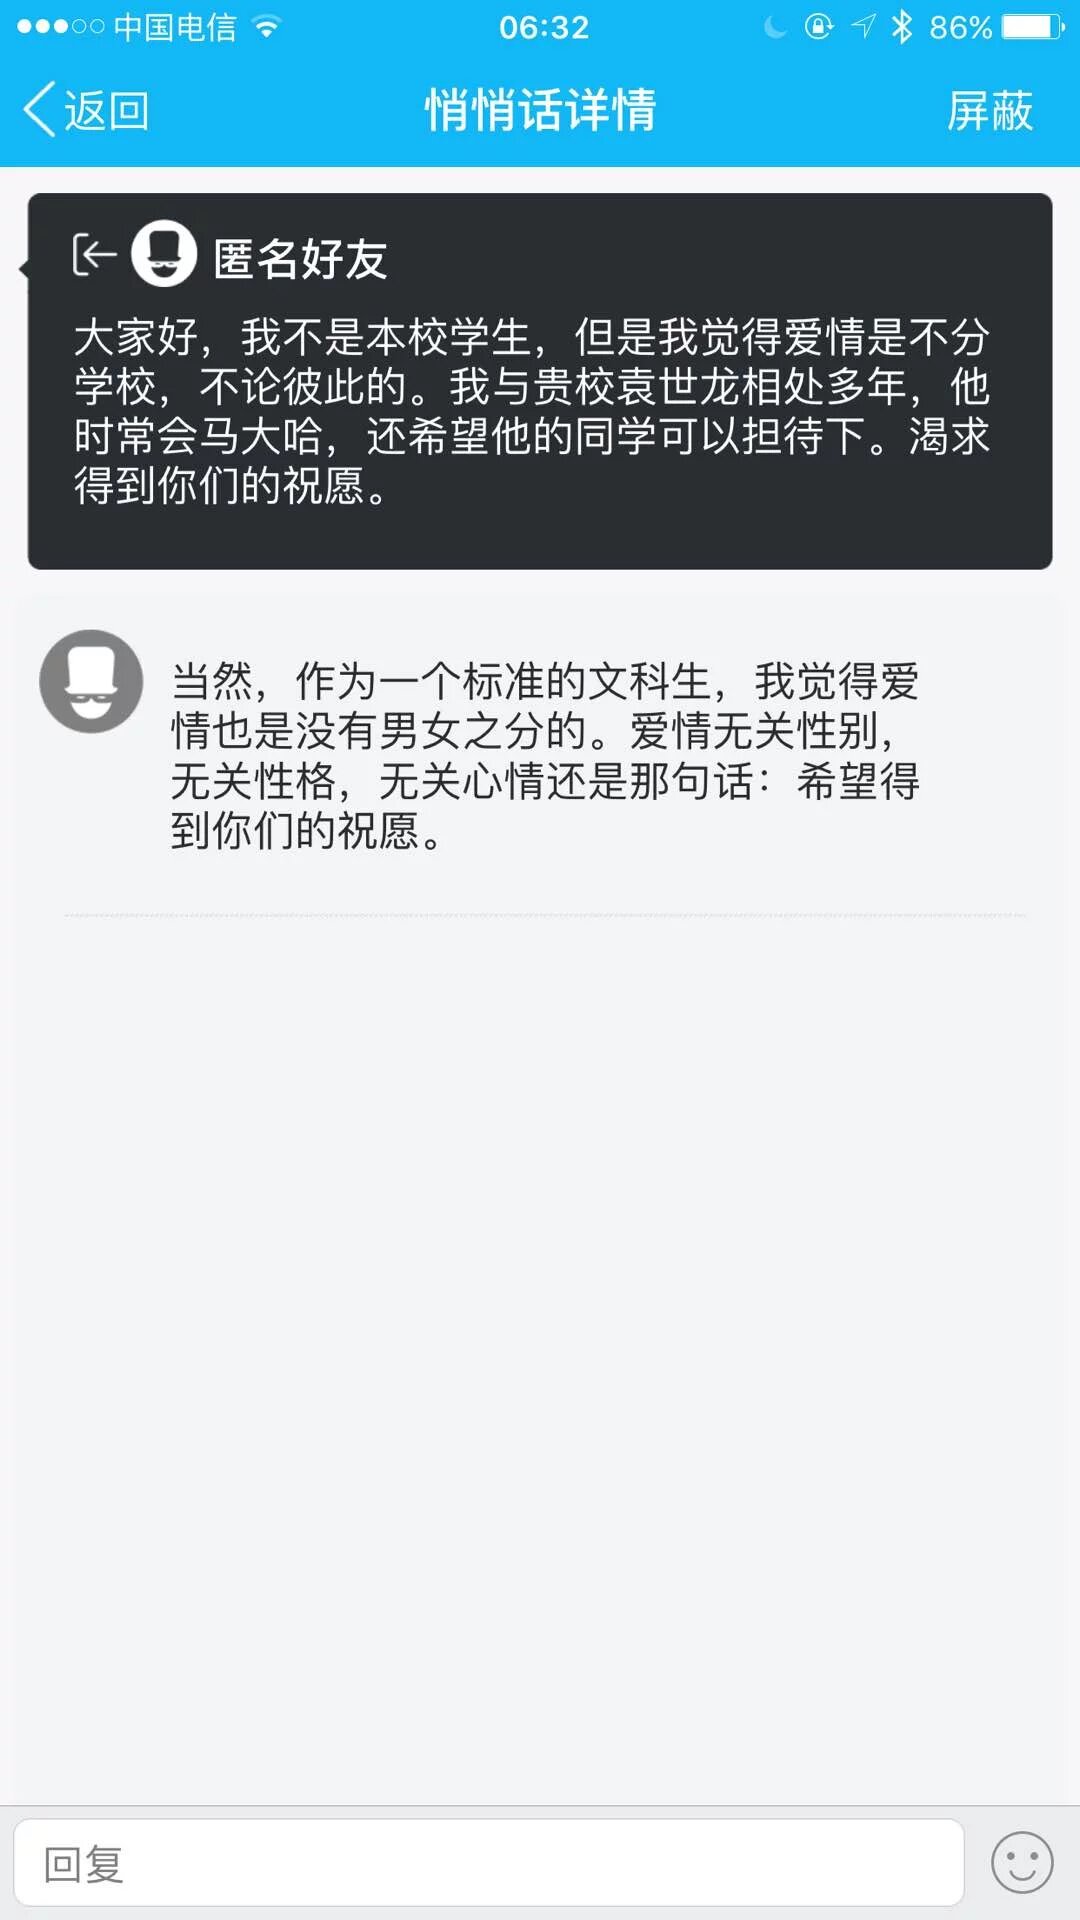 中国电信 06:32 86%
返回 悄悄话详情 屏蔽
匿名好友
大家好，我不是本校学生，但是我觉得爱情是不分
学校，不论彼此的。我与贵校袁世龙相处多年，他
时常会马大哈，还希望他的同学可以担待下。渴求
得到你们的祝愿。
当然，作为一个标准的文科生，我觉得爱
情也是没有男女之分的。爱情无关性别，
无关性格，无关心情还是那句话：希望得
到你们的祝愿。
回复